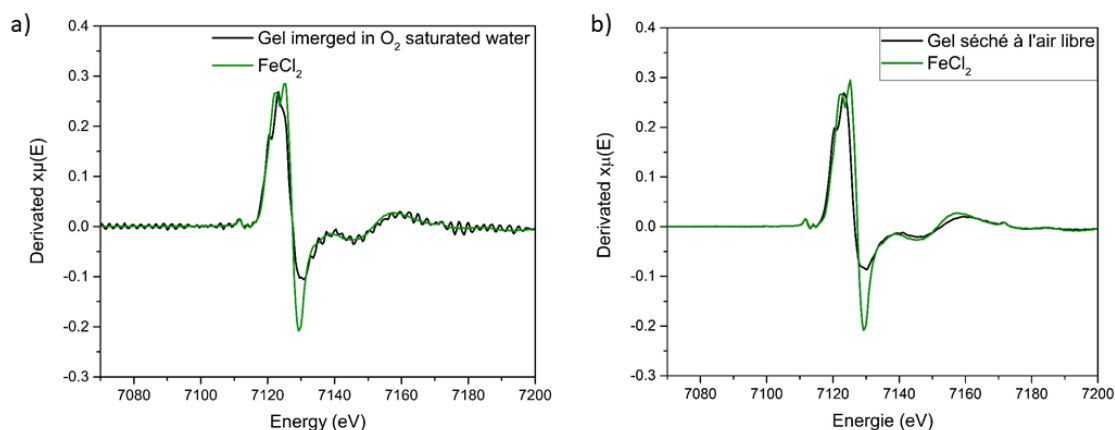 a)
Gel imerged in O₂ saturated water
FeCl₂
0.4
0.3
0.2
0.1
0.0
-0.1
-0.2
-0.3
Derivated xµ(E)
7080 7100 7120 7140 7160 7180 7200
Energy (eV)
b)
Gel séché à l'air libre
FeCl₂
0.4
0.3
0.2
0.1
0.0
-0.1
-0.2
-0.3
Derivated xµ(E)
7080 7100 7120 7140 7160 7180 7200
Energie (eV)